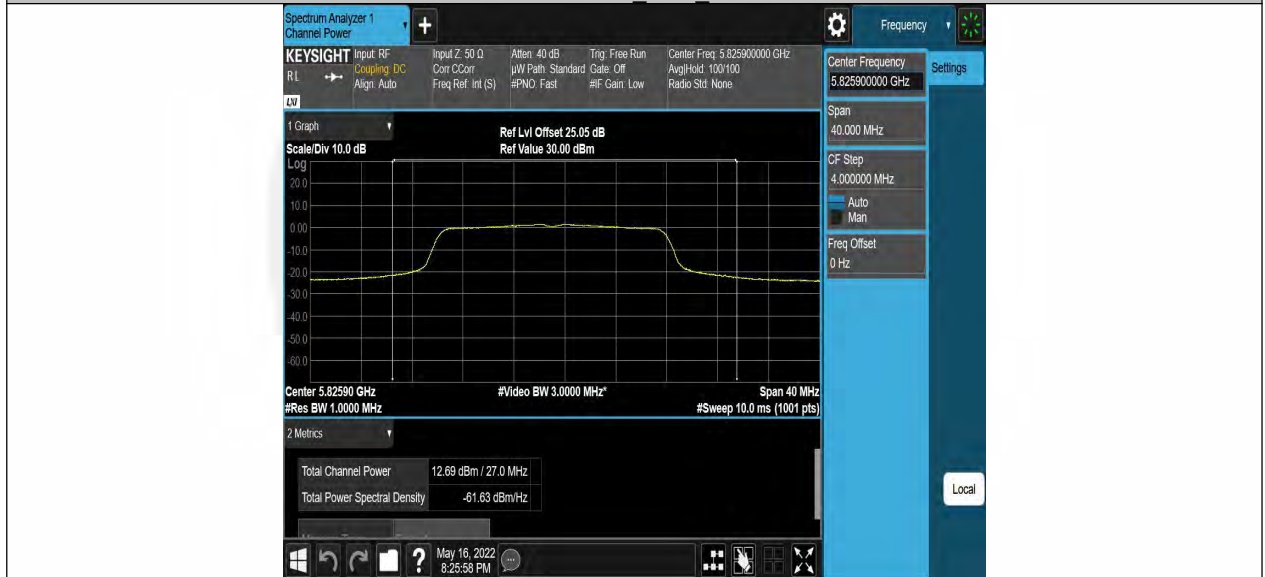 Spectrum Analyzer 1
Channel Power
+
Frequency
KEYSIGHT
Input: RF
Coupling: DC
Align: Auto
Input Z: 50 Ω
Corr CCorr
Freq Ref: Int (S)
Atten: 40 dB
µW Path: Standard
#PNO: Fast
Trig: Free Run
Gate: Off
#IF Gain: Low
Center Freq: 5.825900000 GHz
Avg|Hold: 100/100
Radio Std: None
RL
LXI
Center Frequency
5.825900000 GHz
Settings
Span
40.000 MHz
CF Step
4.000000 MHz
Auto
Man
Freq Offset
0 Hz
1 Graph
Scale/Div 10.0 dB
Ref Lvl Offset 25.05 dB
Ref Value 30.00 dBm
Log
20.0
10.0
0.00
-10.0
-20.0
-30.0
-40.0
-50.0
-60.0
Center 5.82590 GHz
#Video BW 3.0000 MHz*
Span 40 MHz
#Res BW 1.0000 MHz
#Sweep 10.0 ms (1001 pts)
2 Metrics
Total Channel Power 12.69 dBm / 27.0 MHz
Total Power Spectral Density -61.63 dBm/Hz
Local
?
May 16, 2022
8:25:58 PM